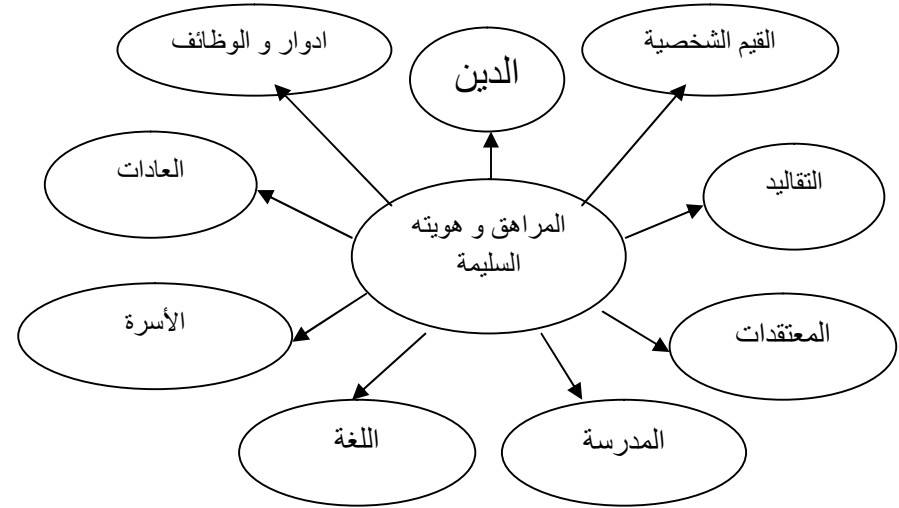 القيم الشخصية
الدين
ادوار و الوظائف
التقاليد
العادات
المراهق و هويته
السليمة
المعتقدات
الأسرة
المدرسة
اللغة